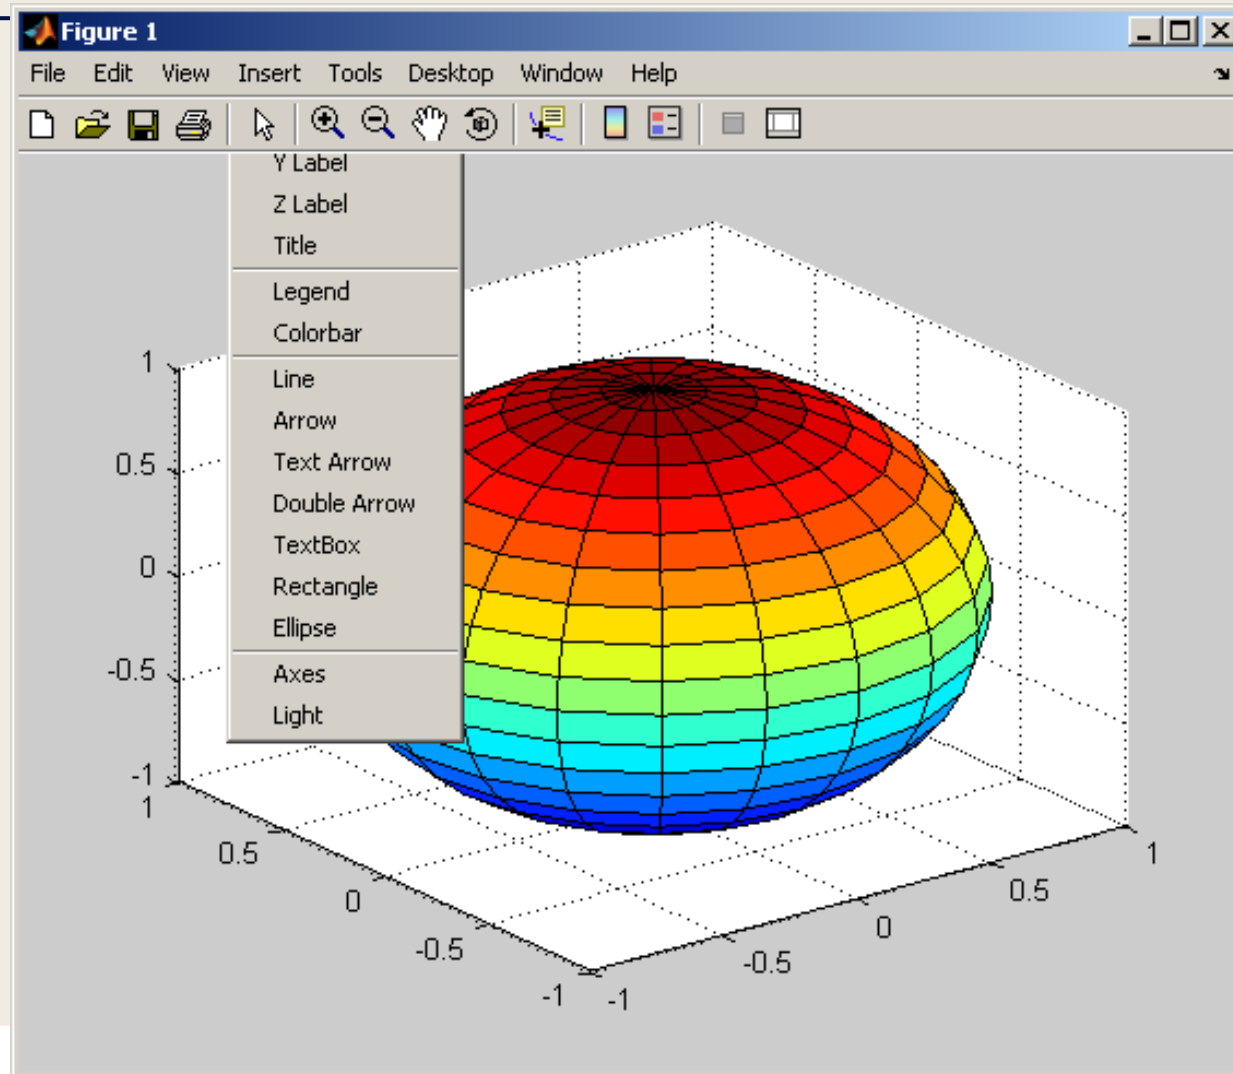 Figure 1
File Edit View Insert Tools Desktop Window Help
Y Label
Z Label
Title
Legend
Colorbar
Line
Arrow
Text Arrow
Double Arrow
TextBox
Rectangle
Ellipse
Axes
Light
1
0.5
0
-0.5
-1
1
0.5
0
-0.5
-1
-1
-0.5
0
0.5
1